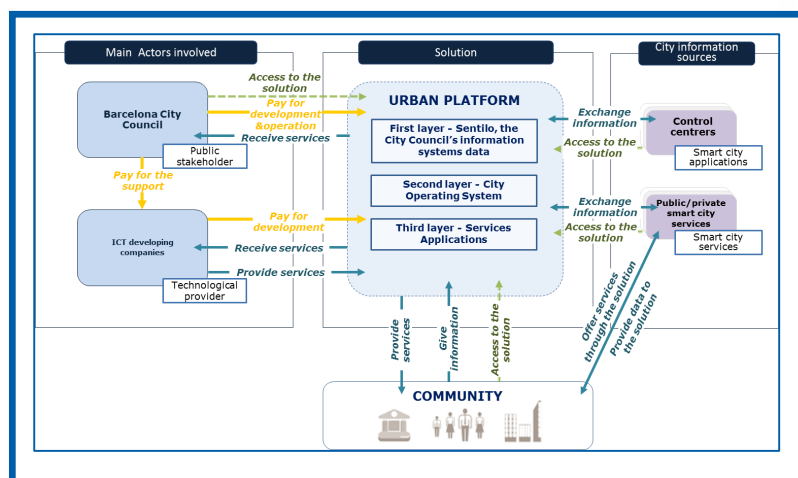 Main Actors involved
Solution
City information
sources
Barcelona City
Council
Public
stakeholder
Pay for the
support
ICT developing
companies
Technological
provider
Access to the
solution
Pay for
development
&operation
Receive services
Pay for
development
Receive services
Provide services
URBAN PLATFORM
First layer – Sentilo, the
City Council's information
systems data
Second layer – City
Operating System
Third layer – Services
Applications
Exchange
information
Access to the
solution
Exchange
information
Access to the
solution
Control
centrers
Smart city
applications
Public/private
smart city
services
Smart city
services
Provide
services
Give
information
Access to the
solution
Offer services
through the solution
Provide data to
the solution
COMMUNITY